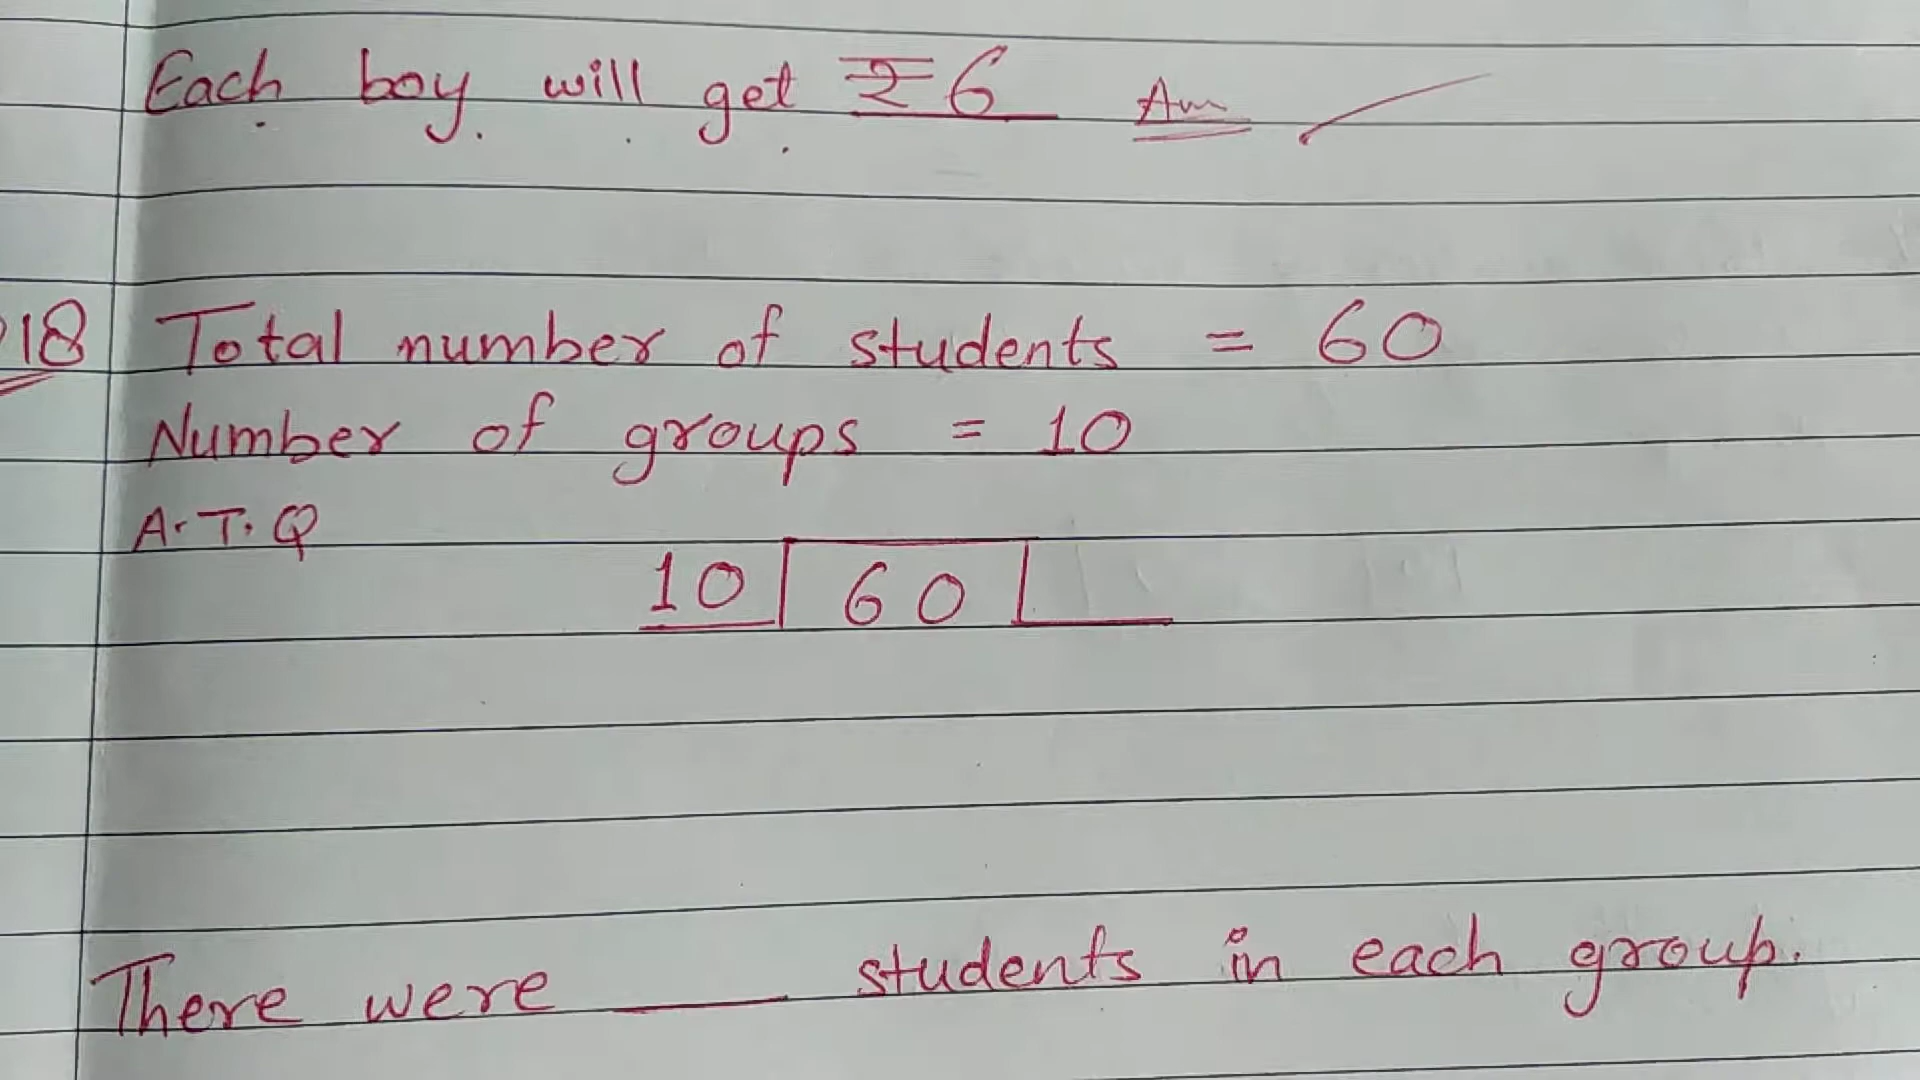 Each boy will get ₹6 Ans
18 Total number of students = 60
Number of groups = 10
A.T.Q
10 60
There were ____ students in each group.